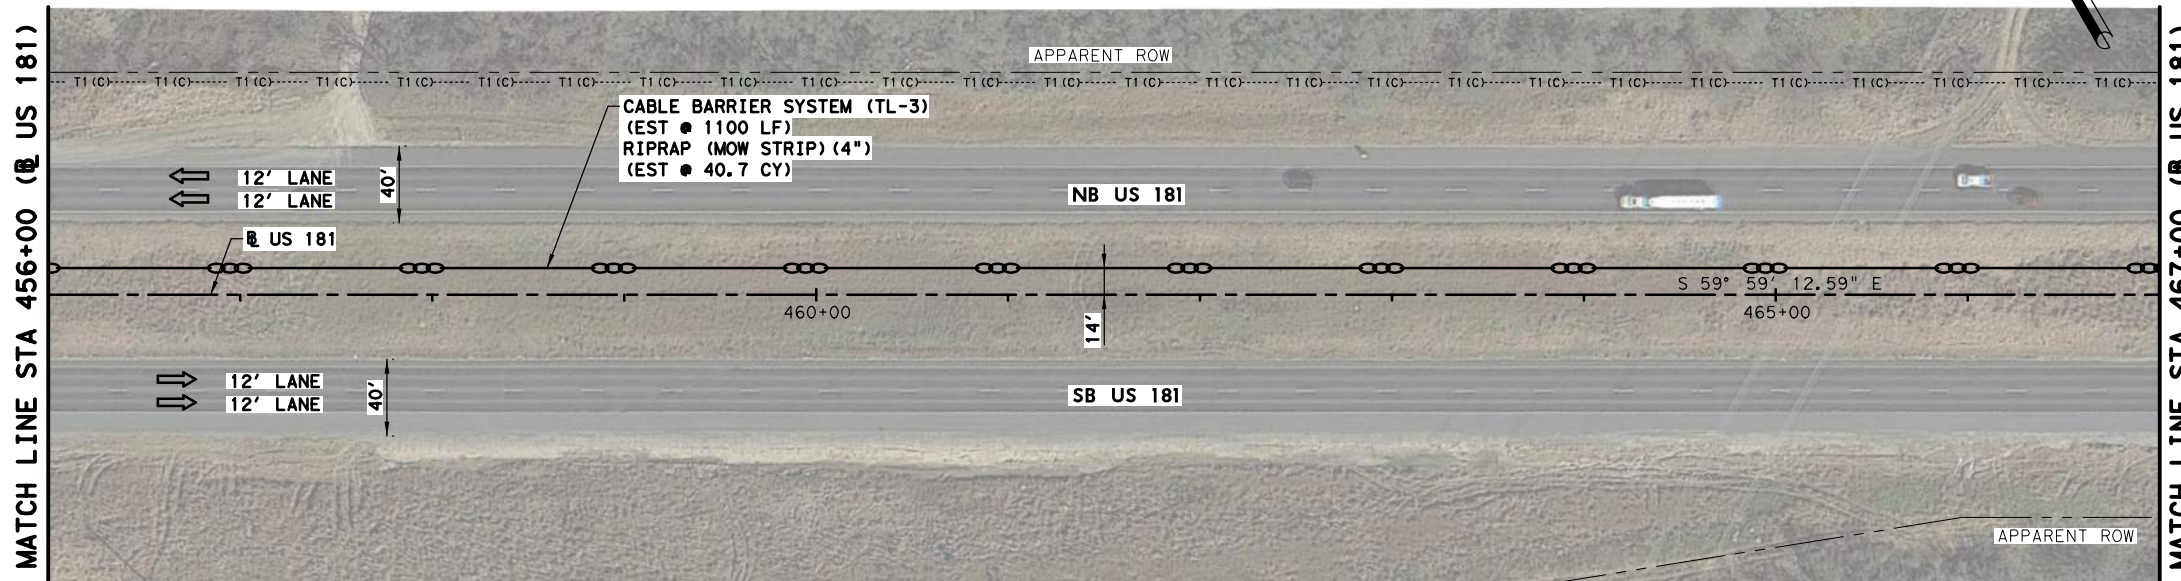 MATCH LINE STA 456+00 (BL US 181)
APPARENT ROW
T1(C) T1(C) T1(C) T1(C) T1(C) T1(C) T1(C) T1(C) T1(C) T1(C) T1(C) T1(C) T1(C) T1(C) T1(C) T1(C) T1(C) T1(C) T1(C) T1(C) T1(C) T1(C) T1(C) T1(C) T1(C) T1(C)
CABLE BARRIER SYSTEM (TL-3)
(EST @ 1100 LF)
RIPRAP (MOW STRIP)(4")
(EST @ 40.7 CY)
12' LANE
12' LANE
40'
NB US 181
BL US 181
S 59° 59' 12.59" E
460+00
465+00
14'
12' LANE
12' LANE
40'
SB US 181
APPARENT ROW
MATCH LINE STA 467+00 (BL US 181)